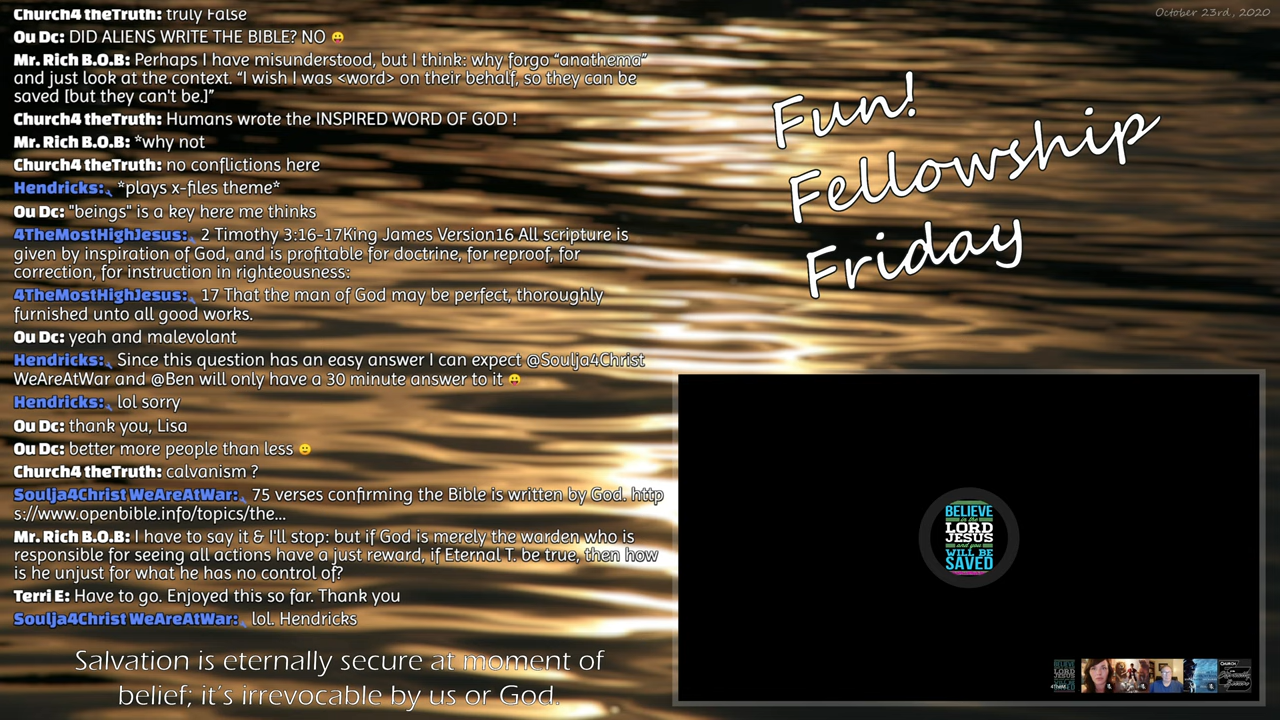 Church4 theTruth: truly False
Ou Dc: DID ALIENS WRITE THE BIBLE? NO 😛
Mr. Rich B.O.B: Perhaps I have misunderstood, but I think: why forgo “anathema”
and just look at the context. “I wish I was <word> on their behalf, so they can be
saved [but they can't be.]”
Church4 theTruth: Humans wrote the INSPIRED WORD OF GOD !
Mr. Rich B.O.B: *why not
Church4 theTruth: no conflictions here
Hendricks: *plays x-files theme*
Ou Dc: "beings" is a key here me thinks
4TheMostHighJesus: 2 Timothy 3:16-17King James Version16 All scripture is
given by inspiration of God, and is profitable for doctrine, for reproof, for
correction, for instruction in righteousness:
4TheMostHighJesus: 17 That the man of God may be perfect, thoroughly
furnished unto all good works.
Ou Dc: yeah and malevolant
Hendricks: Since this question has an easy answer I can expect @Soulja4Christ
WeAreAtWar and @Ben will only have a 30 minute answer to it 😛
Hendricks: lol sorry
Ou Dc: thank you, Lisa
Ou Dc: better more people than less 🙂
Church4 theTruth: calvanism ?
Soulja4Christ WeAreAtWar: 75 verses confirming the Bible is written by God. http
s://www.openbible.info/topics/the...
Mr. Rich B.O.B: I have to say it & I'll stop: but if God is merely the warden who is
responsible for seeing all actions have a just reward, if Eternal T. be true, then how
is he unjust for what he has no control of?
Terri E: Have to go. Enjoyed this so far. Thank you
Soulja4Christ WeAreAtWar: lol. Hendricks
Salvation is eternally secure at moment of
belief; it's irrevocable by us or God.
October 23rd, 2020
Fun!
Fellowship
Friday
BELIEVE
in the
LORD
JESUS
and you
WILL BE
SAVED